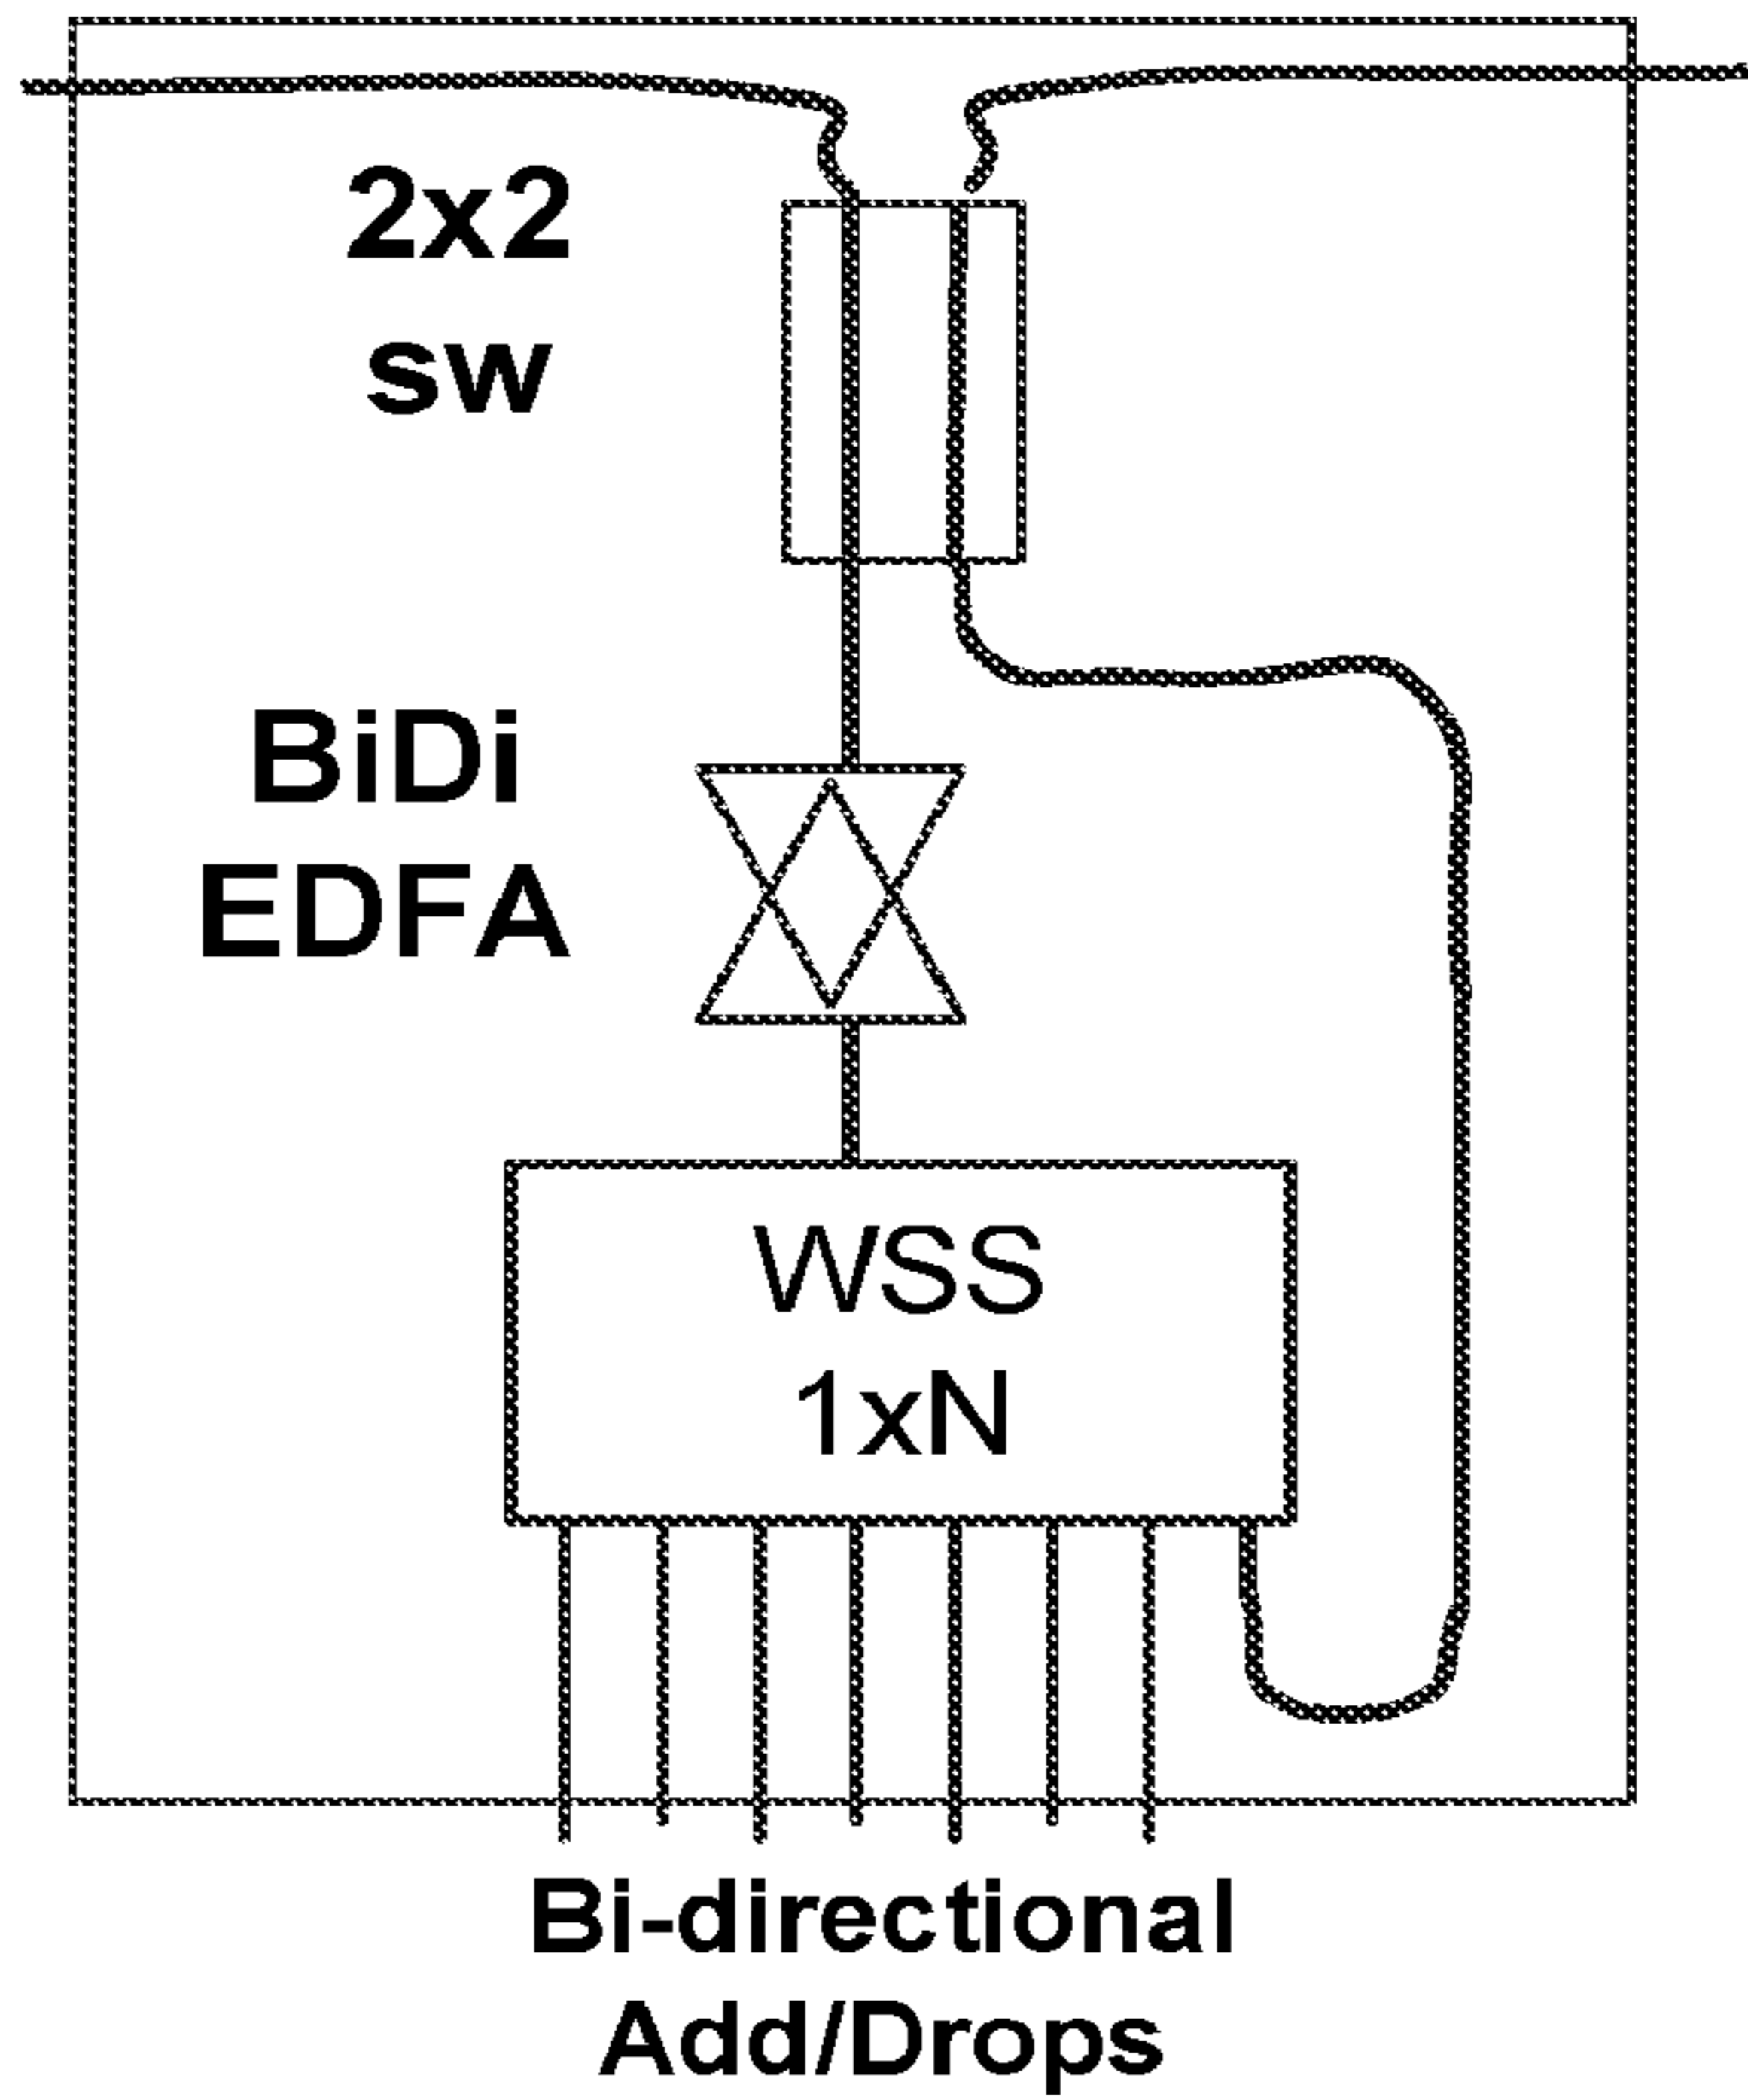 2x2
sw
BiDi
EDFA
WSS
1xN
Bi-directional
Add/Drops